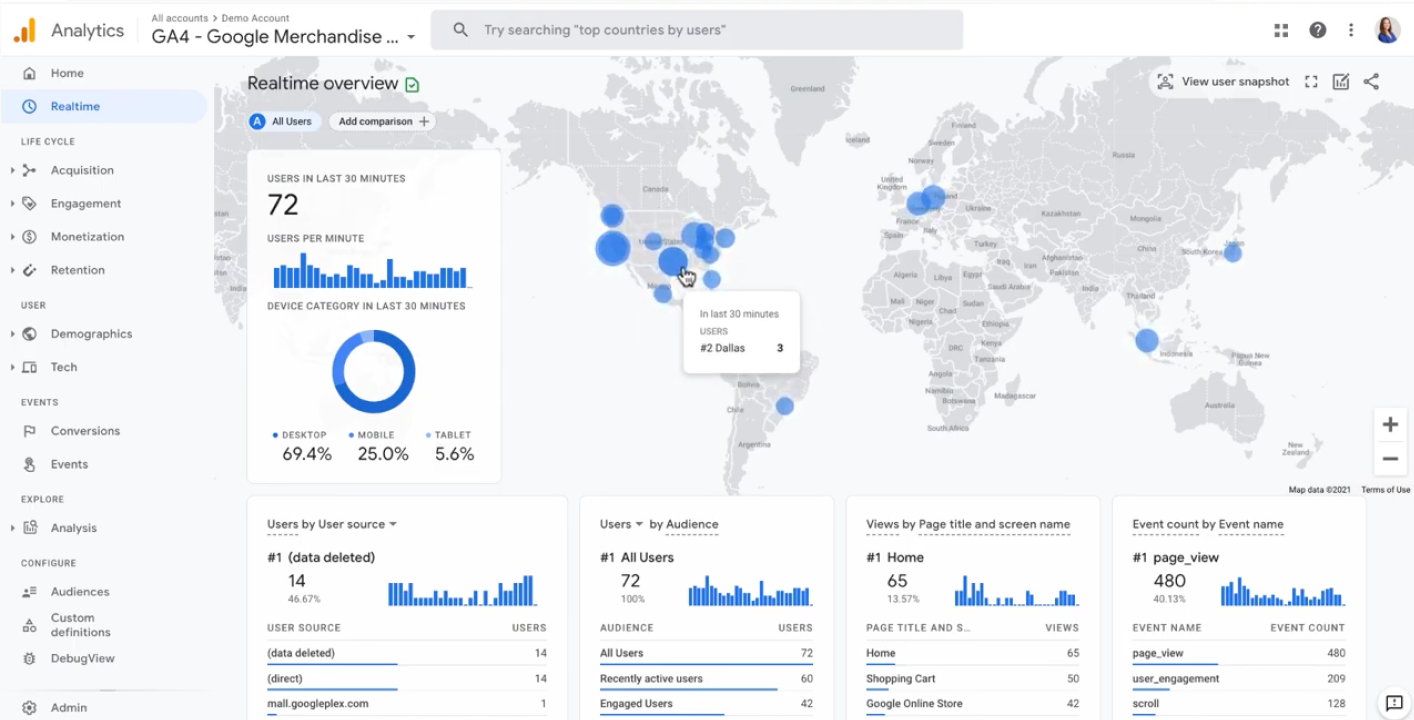 Analytics
All accounts > Demo Account
GA4 - Google Merchandise ...
Try searching "top countries by users"
Home
Realtime
LIFE CYCLE
Acquisition
Engagement
Monetization
Retention
USER
Demographics
Tech
EVENTS
Conversions
Events
EXPLORE
Analysis
CONFIGURE
Audiences
Custom
definitions
DebugView
Admin
Realtime overview
View user snapshot
A All Users
Add comparison +
USERS IN LAST 30 MINUTES
72
USERS PER MINUTE
DEVICE CATEGORY IN LAST 30 MINUTES
DESKTOP MOBILE TABLET
69.4% 25.0% 5.6%
Greenland
Iceland
Finland
Sweden
Norway
Russia
United
Kingdom
Canada
Poland
Ukraine
France
Kazakhstan
Mongolia
Spain
Italy
Turkey
China
South Korea
Japan
United States
Afghanistan
Iraq
Iran
Pakistan
Algeria
Libya
Egypt
Saudi Arabia
India
Mexico
Mali
Niger
Sudan
Thailand
Chad
Nigeria
Ethiopia
DRC
Kenya
Tanzania
Indonesia
Papua New
Guinea
Angola
Namibia
Botswana
Madagascar
South Africa
Australia
New
Zealand
Bolivia
Chile
Argentina
In last 30 minutes
USERS
#2 Dallas 3
+
−
Map data ©2021 Terms of Use
Users by User source
#1 (data deleted)
14
46.67%
USER SOURCE USERS
(data deleted) 14
(direct) 14
mall.googleplex.com 1
Users by Audience
#1 All Users
72
100%
AUDIENCE USERS
All Users 72
Recently active users 60
Engaged Users 42
Views by Page title and screen name
#1 Home
65
13.57%
PAGE TITLE AND S... VIEWS
Home 65
Shopping Cart 50
Google Online Store 42
Event count by Event name
#1 page_view
480
40.13%
EVENT NAME EVENT COUNT
page_view 480
user_engagement 209
scroll 128